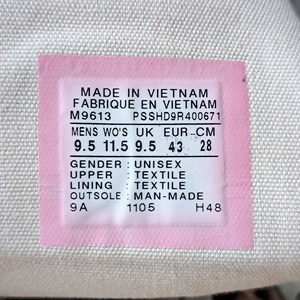 MADE IN VIETNAM
FABRIQUE EN VIETNAM
M9613 PSSHD9R400671
MENS WO'S UK EUR CM
9.5 11.5 9.5 43 28
GENDER : UNISEX
UPPER : TEXTILE
LINING : TEXTILE
OUTSOLE : MAN-MADE
9A 1105 H48